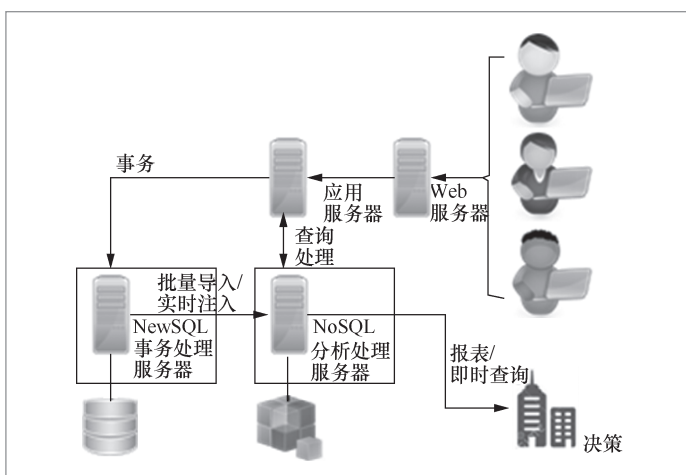 事务
应用
服务器
Web
服务器
查询
处理
批量导入/
实时注入
NewSQL
事务处理
服务器
NoSQL
分析处理
服务器
报表/
即时查询
决策